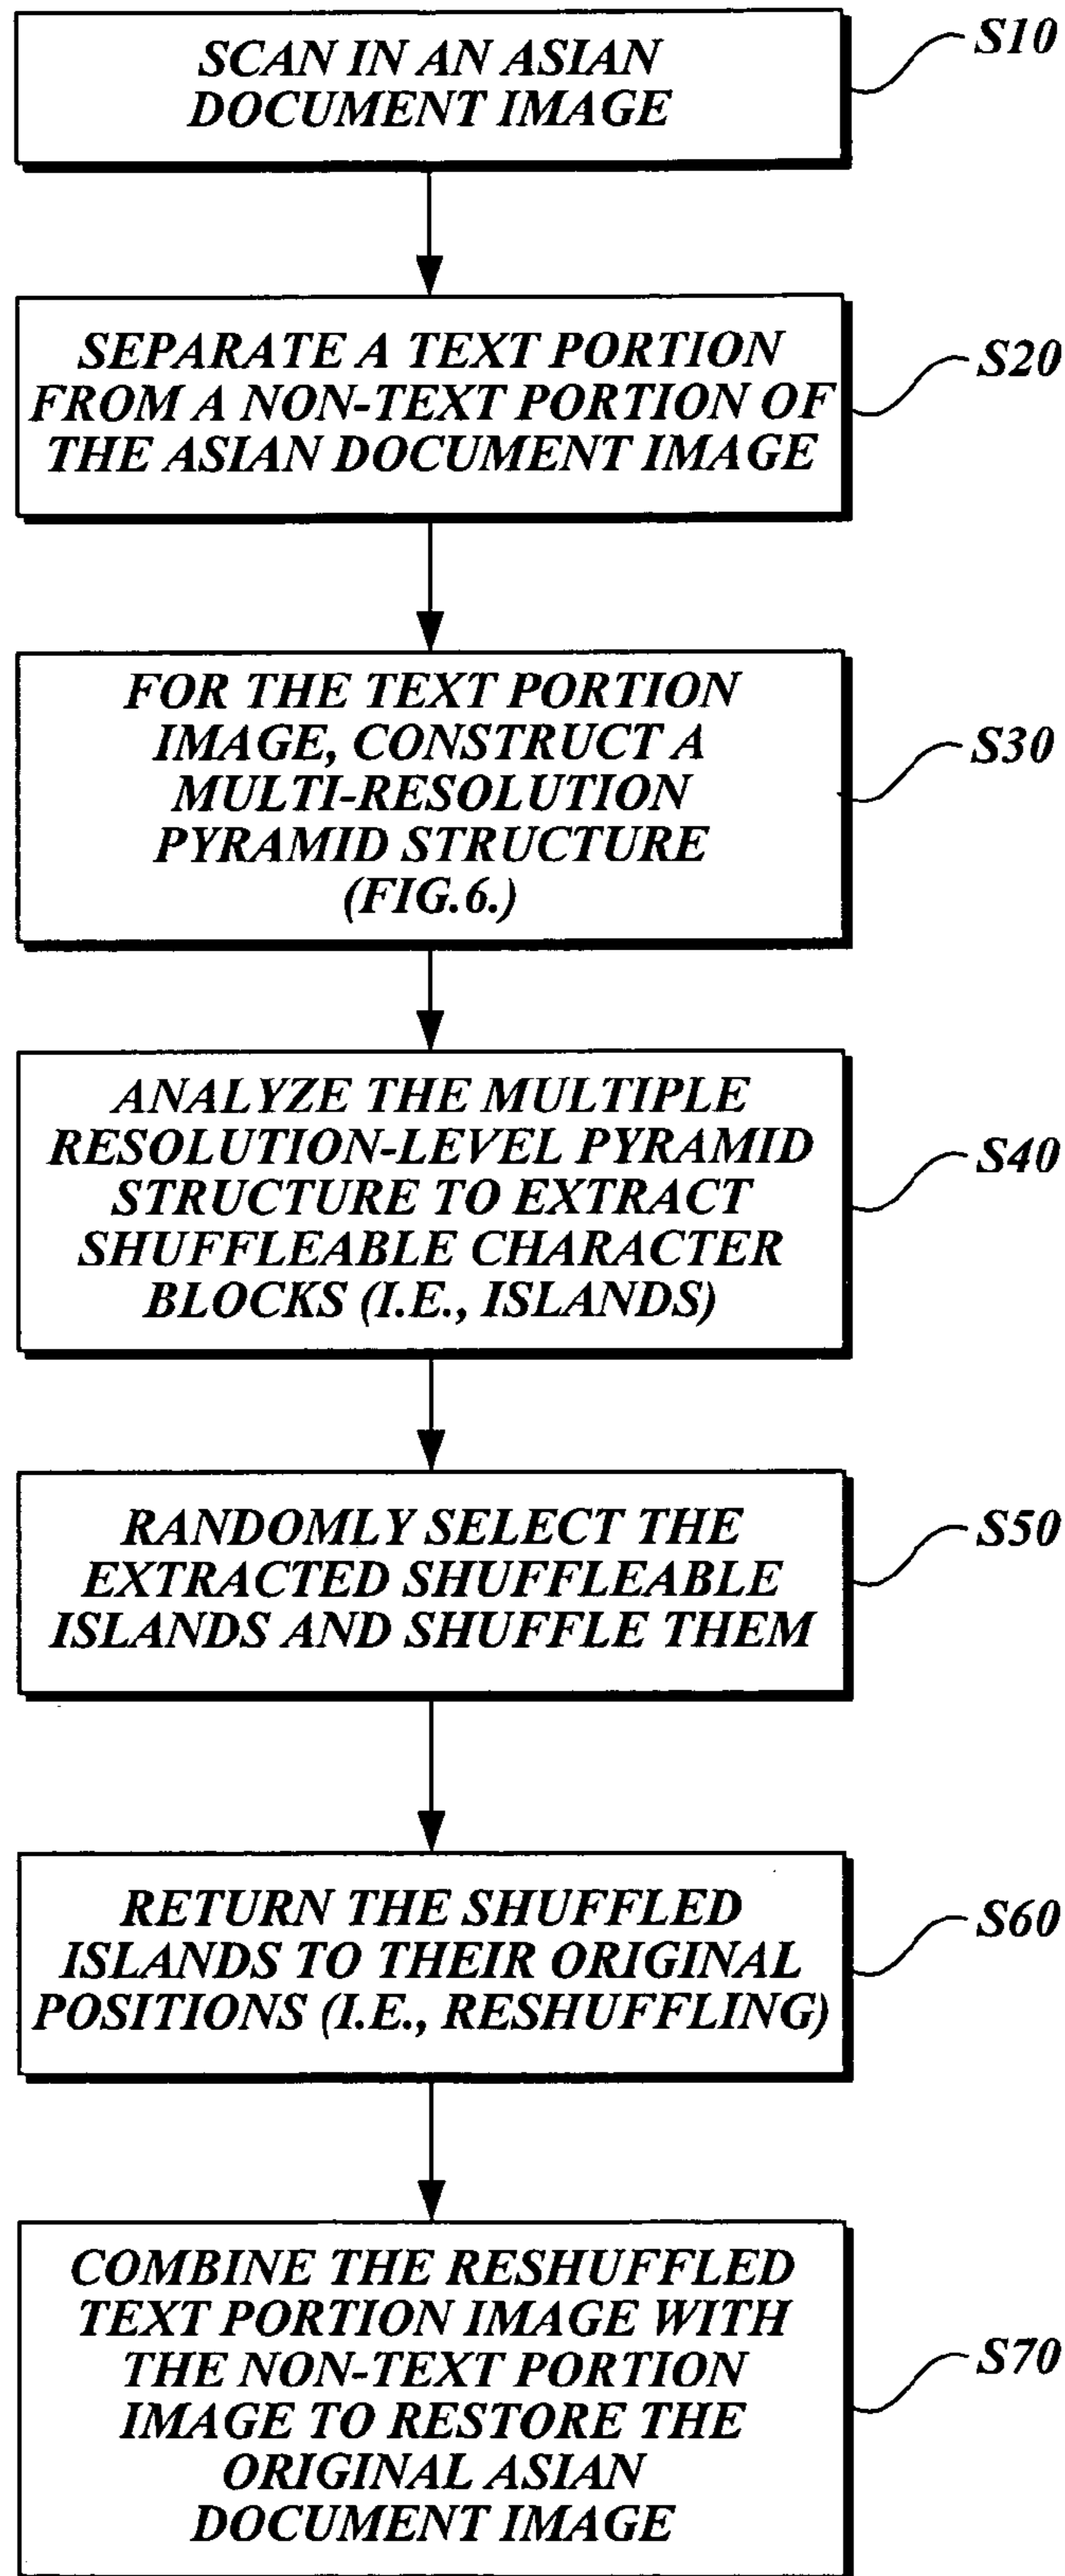 SCAN IN AN ASIAN
DOCUMENT IMAGE
S10
SEPARATE A TEXT PORTION
FROM A NON-TEXT PORTION OF
THE ASIAN DOCUMENT IMAGE
S20
FOR THE TEXT PORTION
IMAGE, CONSTRUCT A
MULTI-RESOLUTION
PYRAMID STRUCTURE
(FIG.6.)
S30
ANALYZE THE MULTIPLE
RESOLUTION-LEVEL PYRAMID
STRUCTURE TO EXTRACT
SHUFFLEABLE CHARACTER
BLOCKS (I.E., ISLANDS)
S40
RANDOMLY SELECT THE
EXTRACTED SHUFFLEABLE
ISLANDS AND SHUFFLE THEM
S50
RETURN THE SHUFFLED
ISLANDS TO THEIR ORIGINAL
POSITIONS (I.E., RESHUFFLING)
S60
COMBINE THE RESHUFFLED
TEXT PORTION IMAGE WITH
THE NON-TEXT PORTION
IMAGE TO RESTORE THE
ORIGINAL ASIAN
DOCUMENT IMAGE
S70